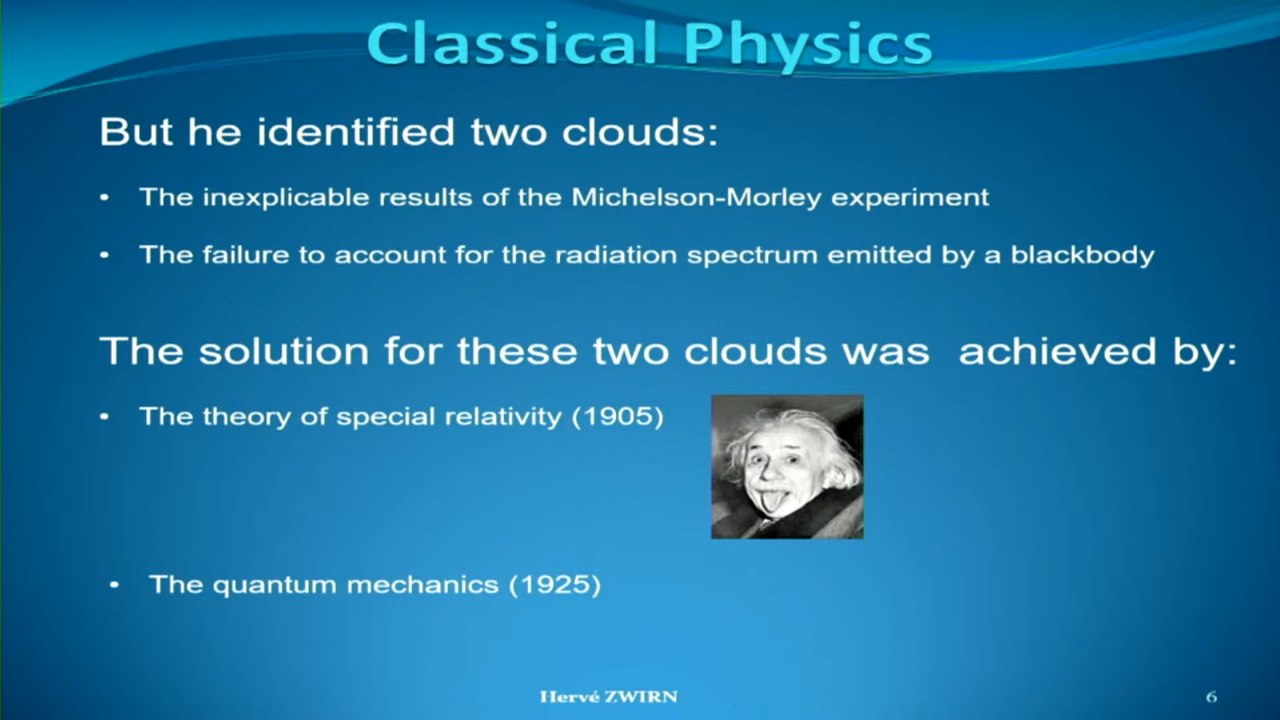 Classical Physics
But he identified two clouds:
• The inexplicable results of the Michelson-Morley experiment
• The failure to account for the radiation spectrum emitted by a blackbody
The solution for these two clouds was achieved by:
• The theory of special relativity (1905)
• The quantum mechanics (1925)
Hervé ZWIRN
6